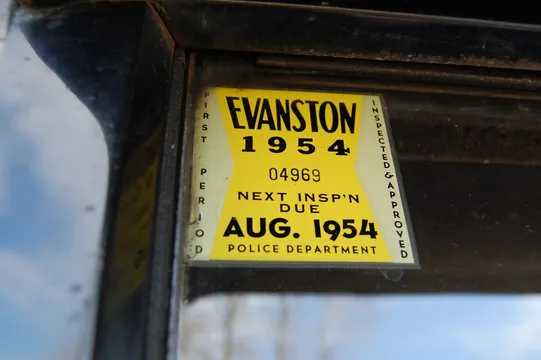 EVANSTON
1954
04969
NEXT INSP'N
DUE
AUG. 1954
POLICE DEPARTMENT
FIRST PERIOD
INSPECTED & APPROVED